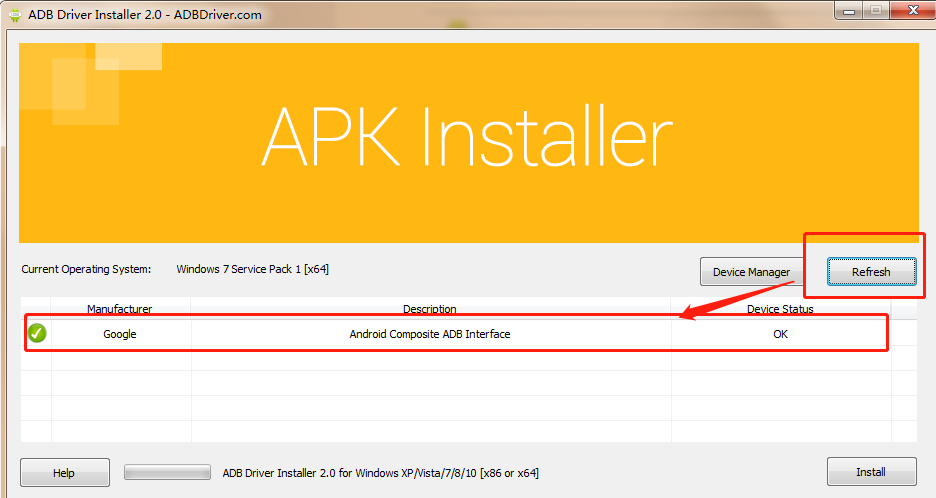 ADB Driver Installer 2.0 - ADBDriver.com
APK Installer
Current Operating System: Windows 7 Service Pack 1 [x64]
Device Manager
Refresh
Manufacturer Description Device Status
Google Android Composite ADB Interface OK
Help
ADB Driver Installer 2.0 for Windows XP/Vista/7/8/10 [x86 or x64]
Install